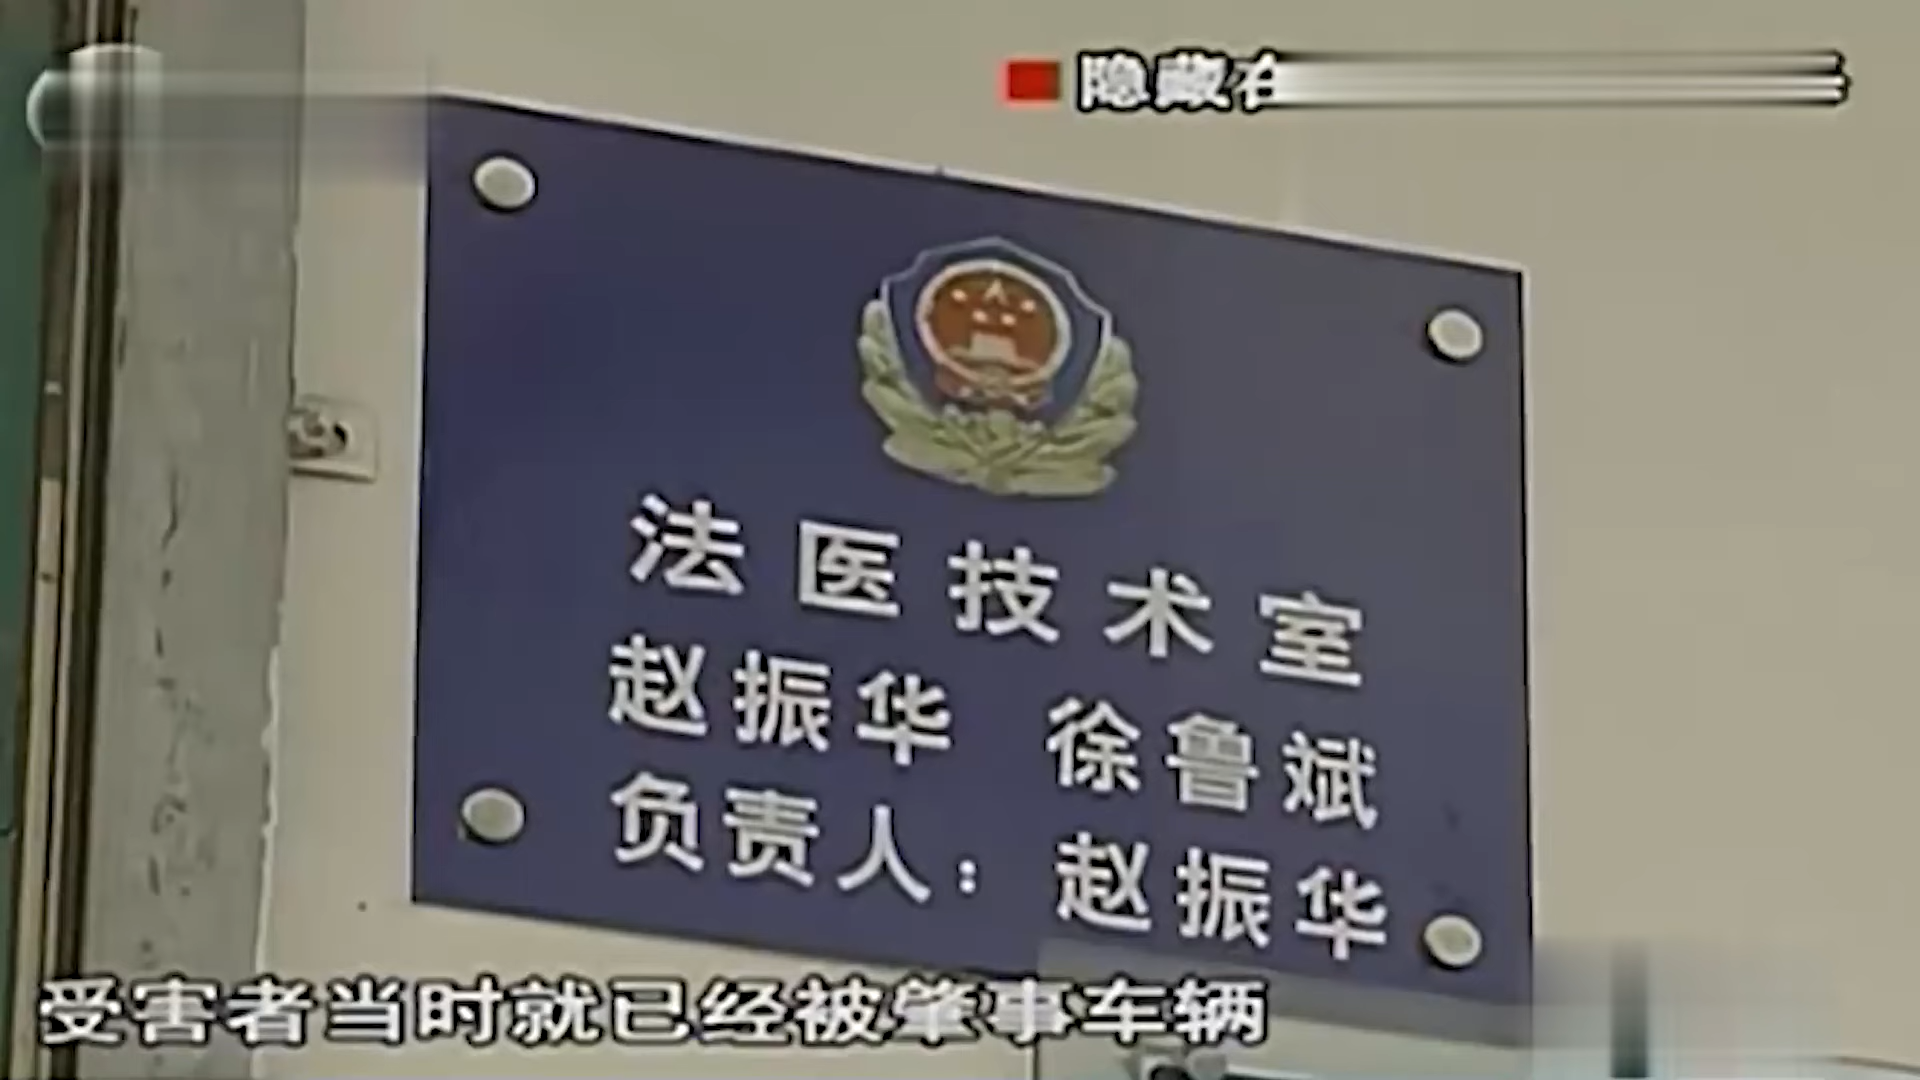 隐藏在
法医技术室
赵振华 徐鲁斌
负责人：赵振华
受害者当时就已经被肇事车辆